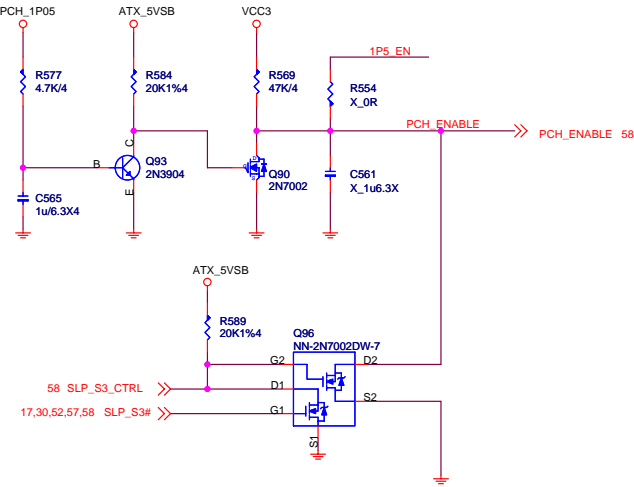 PCH_1P05
ATX_5VSB
VCC3
1P5_EN
R577
4.7K/4
R584
20K1%4
R569
47K/4
R554
X_0R
PCH_ENABLE
PCH_ENABLE 58
C
B
E
Q93
2N3904
D
G
S
Q90
2N7002
C565
1u/6.3X4
C561
X_1u6.3X
ATX_5VSB
R589
20K1%4
Q96
NN-2N7002DW-7
G2
D2
58 SLP_S3_CTRL
D1
S2
17,30,52,57,58 SLP_S3#
G1
S1